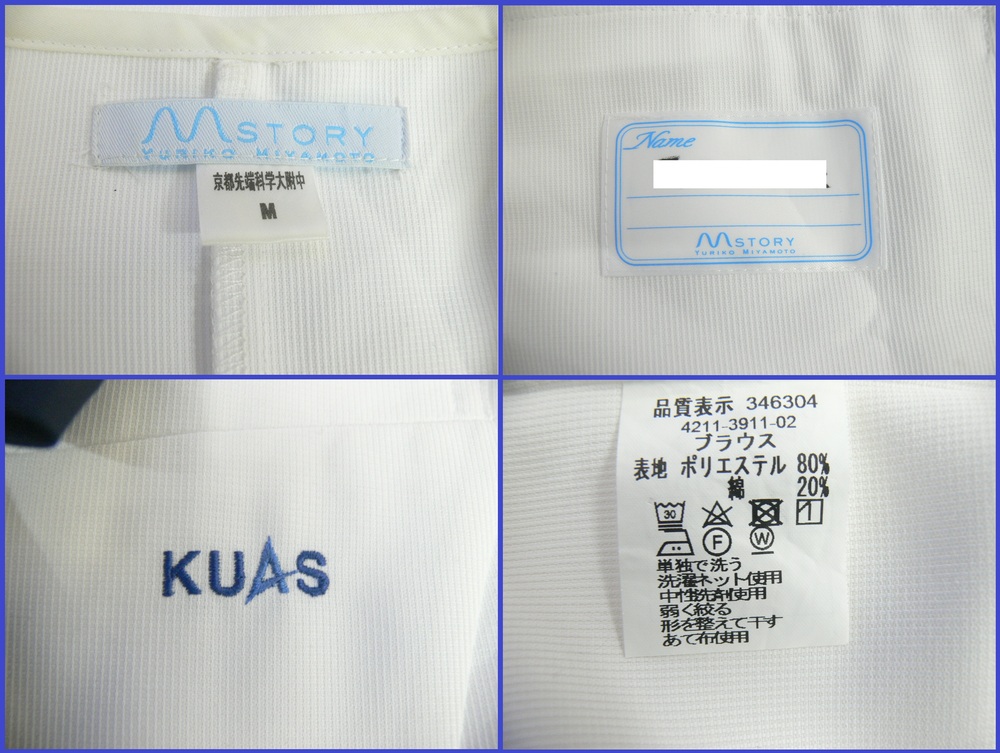 MSTORY
YURIKO MIYAMOTO
京都先端科学大附中
M
Name
MSTORY
YURIKO MIYAMOTO
KUAS
品質表示 346304
4211-3911-02
ブラウス
表地 ポリエステル 80%
綿 20%
30 1
F W
単独で洗う
洗濯ネット使用
中性洗剤使用
弱く絞る
形を整えて干す
あて布使用